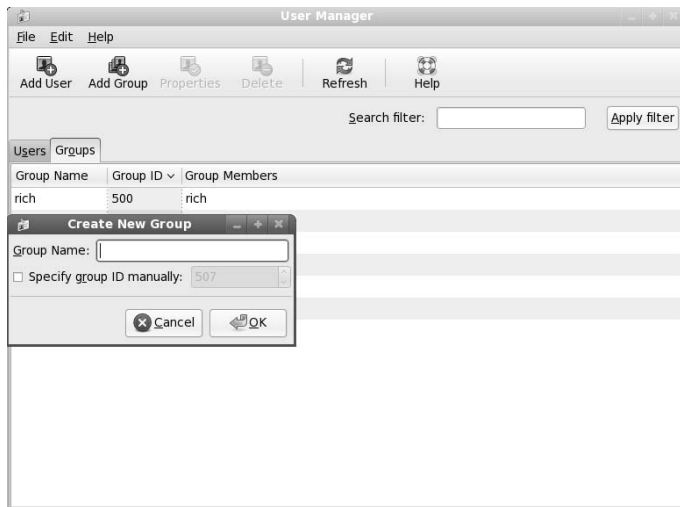 User Manager
File Edit Help
Add User Add Group Properties Delete Refresh Help
Search filter: Apply filter
Users Groups
Group Name Group ID Group Members
rich 500 rich
Create New Group
Group Name:
Specify group ID manually: 507
Cancel OK